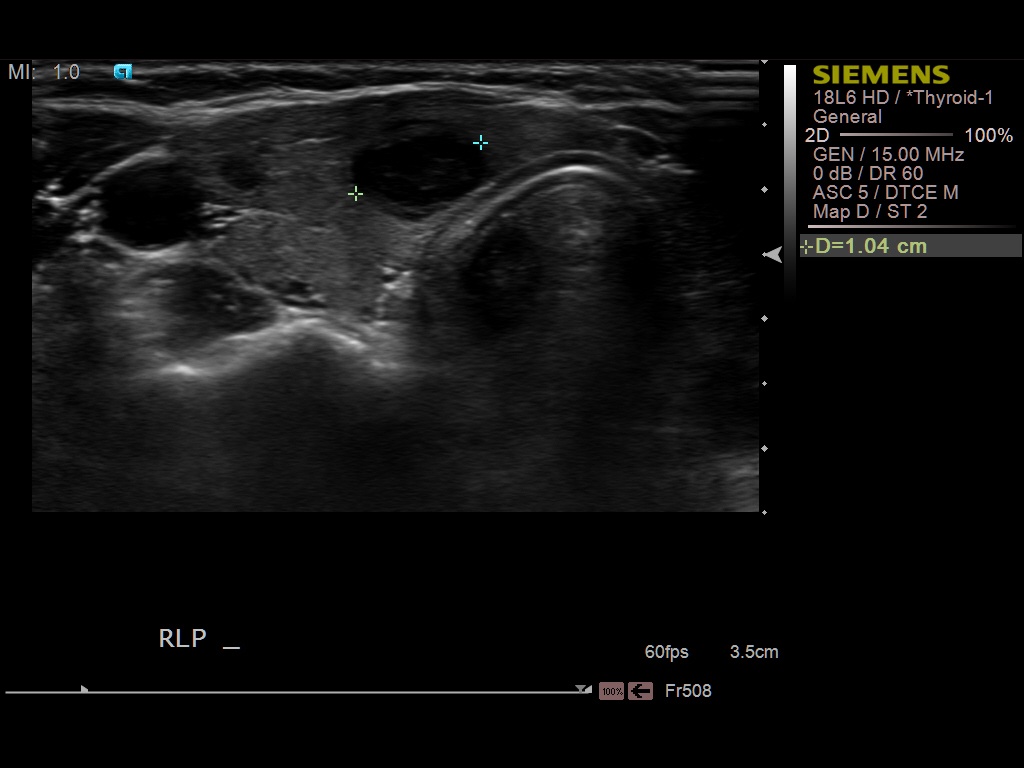 MI: 1.0
SIEMENS
18L6 HD / *Thyroid-1
General
2D 100%
GEN / 15.00 MHz
0 dB / DR 60
ASC 5 / DTCE M
Map D / ST 2
D=1.04 cm
RLP _
60fps 3.5cm
100% Fr508